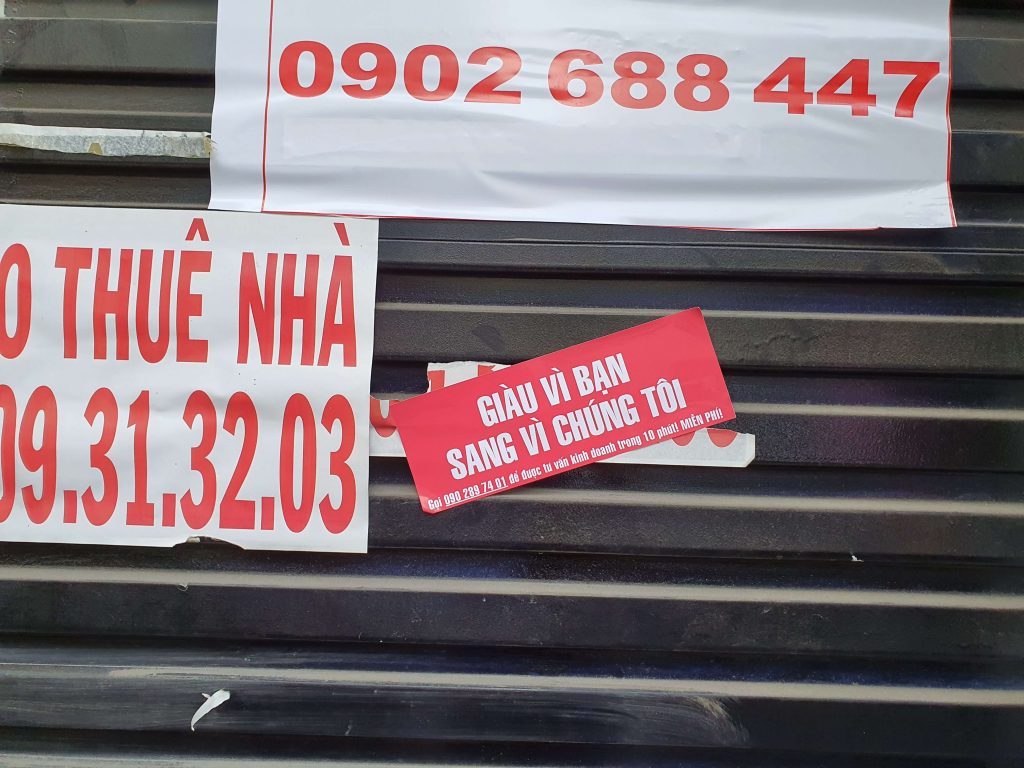 0902 688 447
O THUÊ NHÀ
09.31.32.03
GIÀU VÌ BẠN
SANG VÌ CHÚNG TÔI
Gọi 090 289 74 01 để được tư vấn kinh doanh trong 10 phút! MIỄN PHÍ!